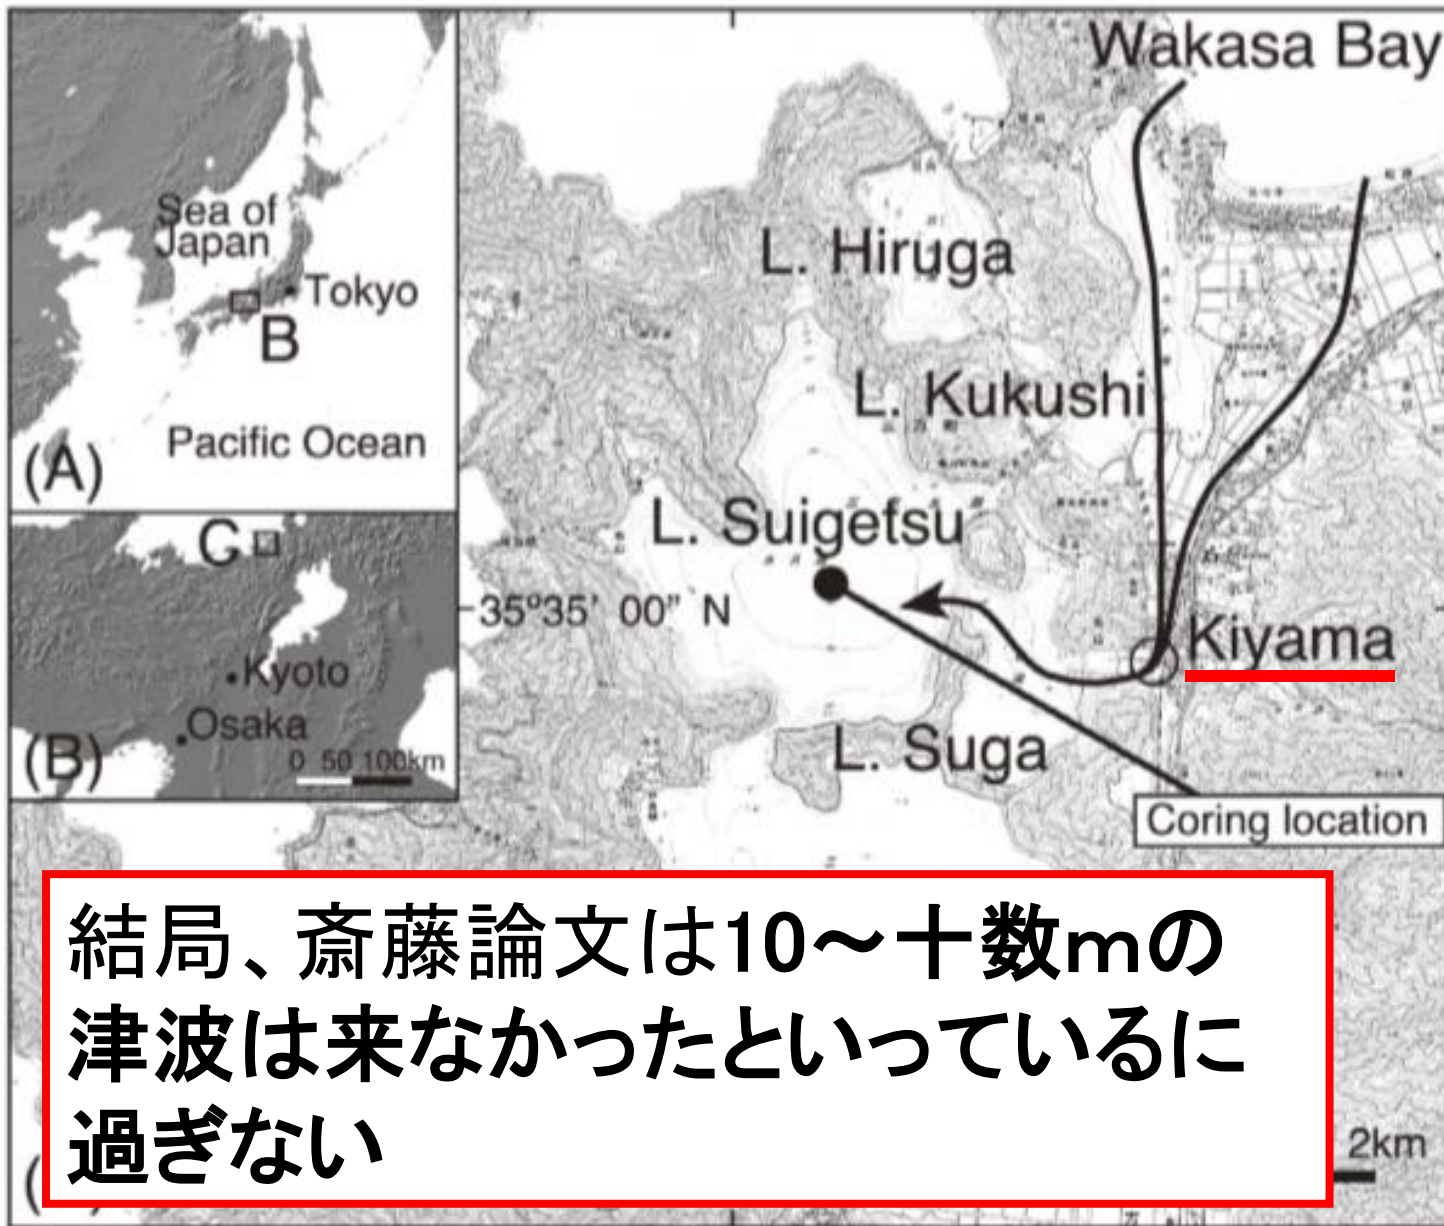 Wakasa Bay
Sea of
Japan
Tokyo
B
Pacific Ocean
(A)
L. Hiruga
L. Kukushi
L. Suigetsu
C
35º35’ 00” N
Kiyama
Kyoto
Osaka
(B)
0 50 100km
L. Suga
Coring location
結局、斎藤論文は10～十数ｍの
津波は来なかったといっているに
過ぎない
2km